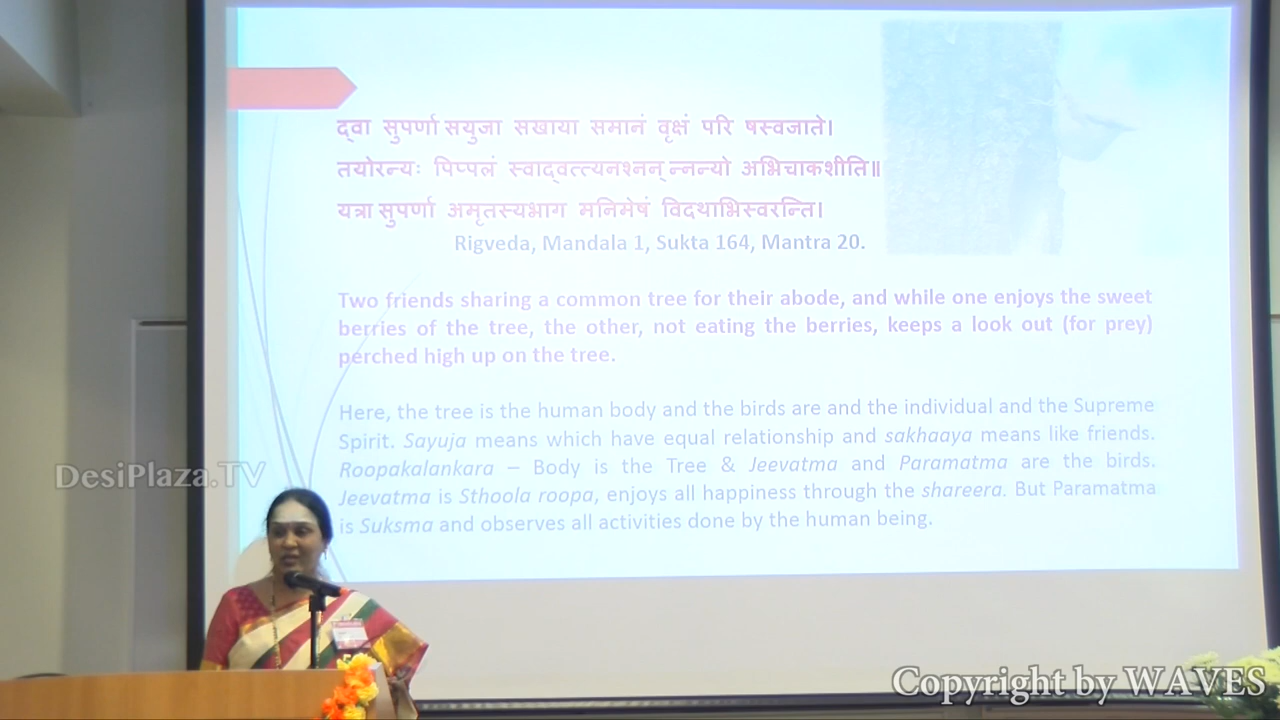 द्वा सुपर्णा सयुजा सखाया समानं वृक्षं परि षस्वजाते।
तयोरन्यः पिप्पलं स्वाद्वत्त्यनश्नन् न्नन्यो अभिचाकशीति॥
यत्रा सुपर्णा अमृतस्यभाग मनिमेषं विदथाभिस्वरन्ति।
Rigveda, Mandala 1, Sukta 164, Mantra 20.
Two friends sharing a common tree for their abode, and while one enjoys the sweet
berries of the tree, the other, not eating the berries, keeps a look out (for prey)
perched high up on the tree.
Here, the tree is the human body and the birds are and the individual and the Supreme
Spirit. Sayuja means which have equal relationship and sakhaaya means like friends.
Roopakalankara – Body is the Tree & Jeevatma and Paramatma are the birds.
Jeevatma is Sthoola roopa, enjoys all happiness through the shareera. But Paramatma
is Suksma and observes all activities done by the human being.
DesiPlaza.TV
Copyright by WAVES